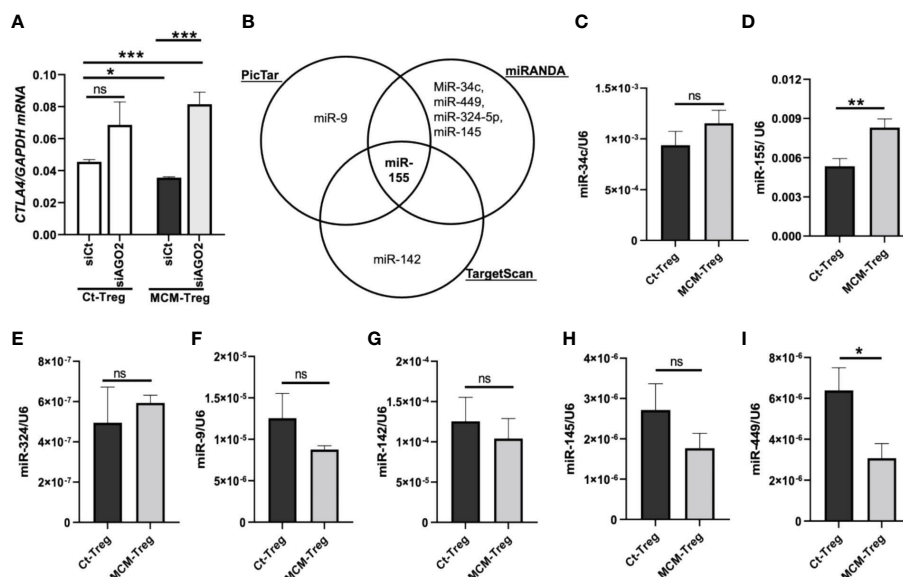 A
CTLA4/GAPDH mRNA
0.10
0.08
0.06
0.04
0.02
0.00
***
***
*
ns
siCt
siAGO2
siCt
siAGO2
Ct-Treg
MCM-Treg
B
PicTar
miRANDA
miR-9
MiR-34c,
miR-449,
miR-324-5p,
miR-145
miR-
155
miR-142
TargetScan
C
miR-34c/U6
1×10-3
5×10-4
0
ns
Ct-Treg
MCM-Treg
D
miR-155/ U6
0.012
0.009
0.006
0.003
0.000
**
Ct-Treg
MCM-Treg
E
miR-324/U6
8×10-7
6×10-7
4×10-7
2×10-7
0
ns
Ct-Treg
MCM-Treg
F
miR-9/U6
2×10-5
1×10-5
1×10-5
5×10-6
0
ns
Ct-Treg
MCM-Treg
G
miR-142/U6
2×10-4
2×10-4
1×10-4
5×10-5
0
ns
Ct-Treg
MCM-Treg
H
miR-145/U6
4×10-6
3×10-6
2×10-6
1×10-6
0
ns
Ct-Treg
MCM-Treg
I
miR-449/U6
8×10-6
6×10-6
4×10-6
2×10-6
0
*
Ct-Treg
MCM-Treg